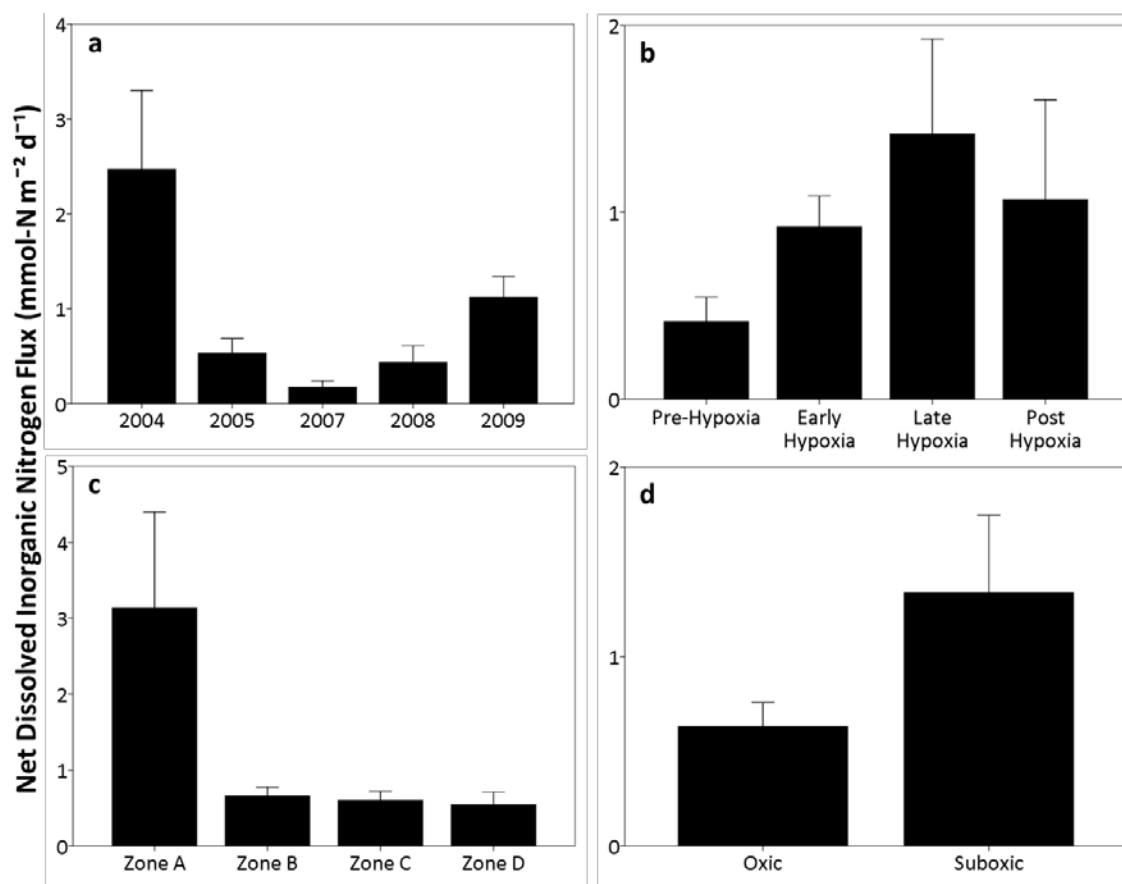 Net Dissolved Inorganic Nitrogen Flux (mmol-N m⁻² d⁻¹)
a
4
3
2
1
0
2004 2005 2007 2008 2009
b
2
1
0
Pre-Hypoxia Early Hypoxia Late Hypoxia Post Hypoxia
c
5
4
3
2
1
0
Zone A Zone B Zone C Zone D
d
2
1
0
Oxic Suboxic